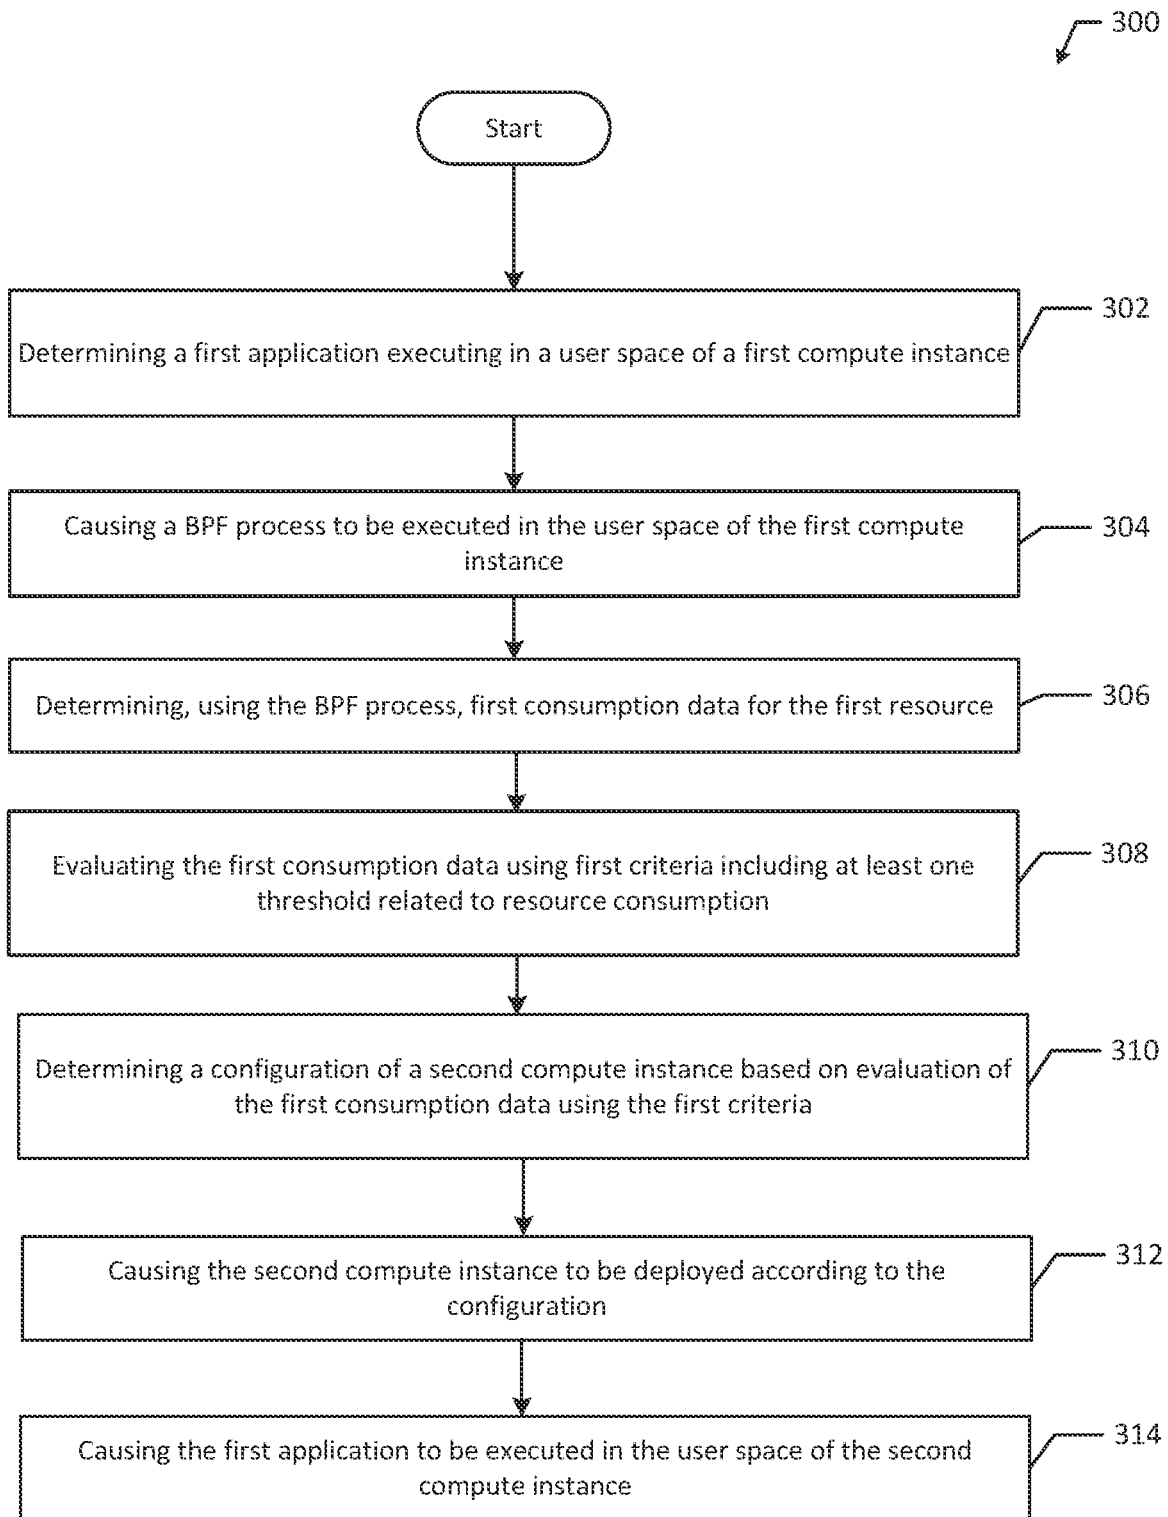 300
Start
302
Determining a first application executing in a user space of a first compute instance
Causing a BPF process to be executed in the user space of the first compute
instance
304
Determining, using the BPF process, first consumption data for the first resource
306
Evaluating the first consumption data using first criteria including at least one
threshold related to resource consumption
308
Determining a configuration of a second compute instance based on evaluation of
the first consumption data using the first criteria
310
Causing the second compute instance to be deployed according to the
configuration
312
Causing the first application to be executed in the user space of the second
compute instance
314